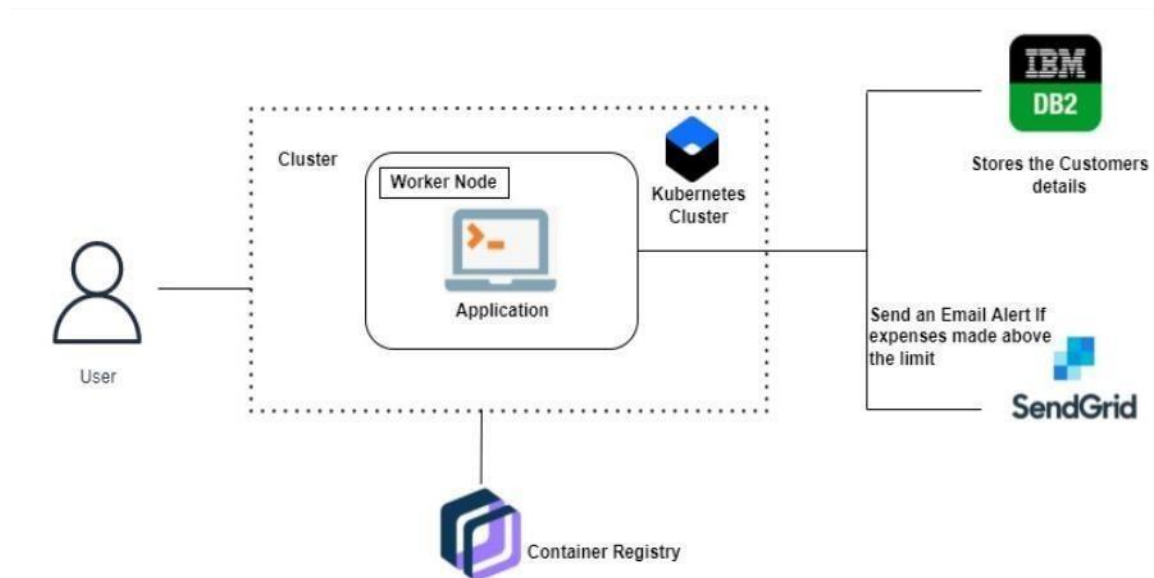 IBM
DB2
Stores the Customers
details
Cluster
Worker Node
Kubernetes
Cluster
Application
User
Send an Email Alert If
expenses made above
the limit
SendGrid
Container Registry